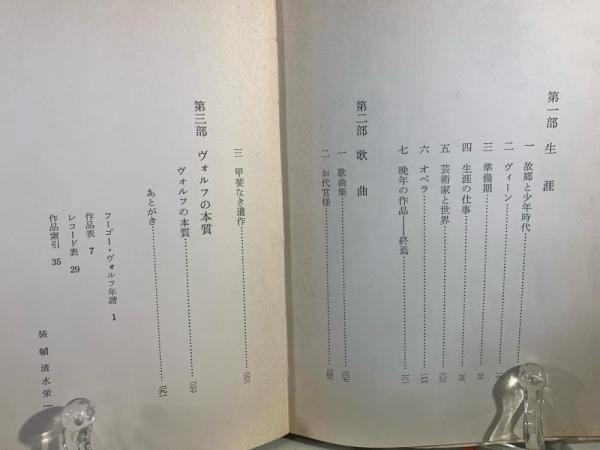 第一部 生涯
一 故郷と少年時代
二 ヴィーン
三 準備期
四 生涯の仕事
五 芸術家と世界
六 オペラ
七 晩年の作品――終焉
第二部 歌曲
一 歌曲集
二 お代官様
三 甲斐なき遺作
第三部 ヴォルフの本質
ヴォルフの本質
あとがき
フーゴー・ヴォルフ年譜 1
作品表 7
レコード表 29
作品索引 35
装幀 清水栄一